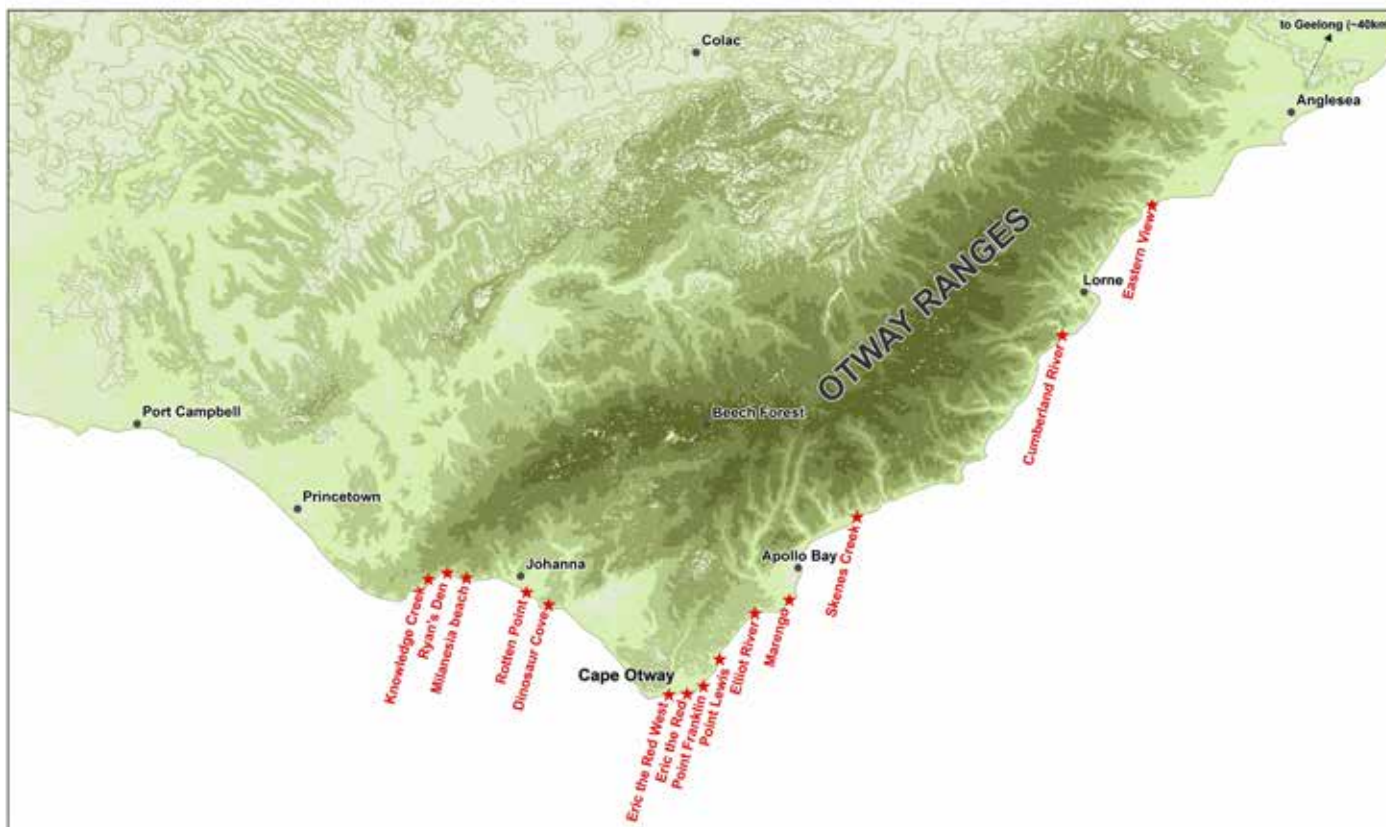 to Geelong (~40km
Colac
Anglesea
OTWAY RANGES
Eastern View
Lorne
Cumberland River
Port Campbell
Beech Forest
Princetown
Skenes Creek
Apollo Bay
Johanna
Knowledge Creek
Ryan's Den
Milanesia beach
Rotten Point
Dinosaur Cove
Marengo
Elliot River
Cape Otway
Point Lewis
Point Franklin
Eric the Red
Eric the Red West